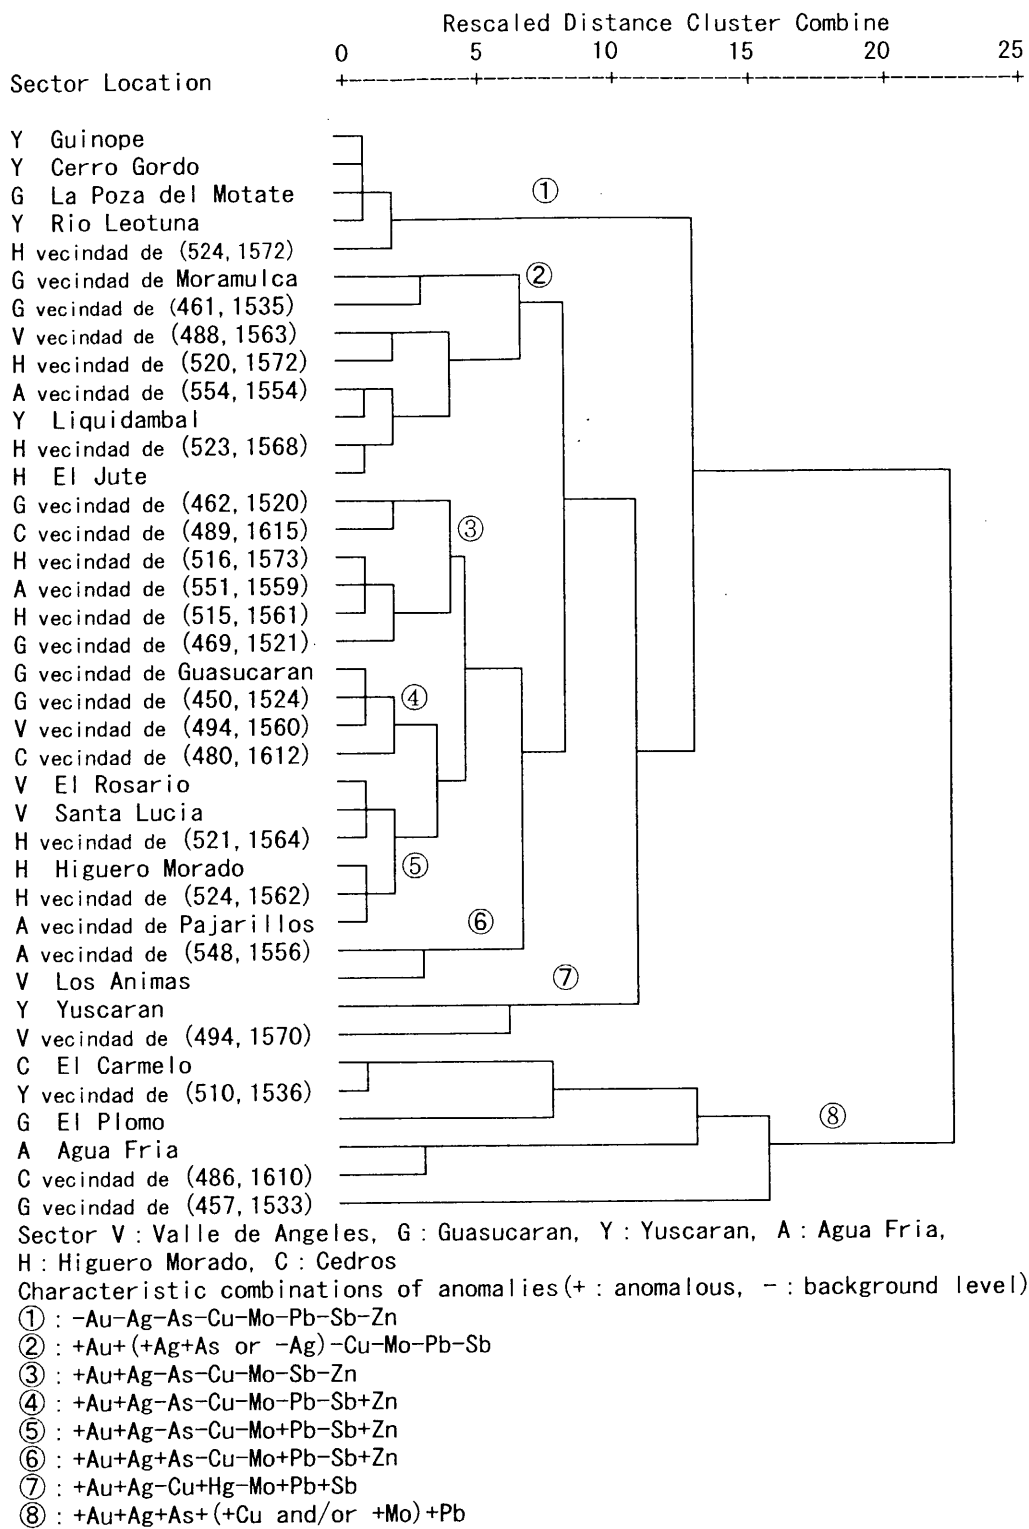 Rescaled Distance Cluster Combine
0 5 10 15 20 25
Sector Location
Y Guinope
Y Cerro Gordo
G La Poza del Motate
①
Y Rio Leotuna
H vecindad de (524, 1572)
G vecindad de Moramulca ②
G vecindad de (461, 1535)
V vecindad de (488, 1563)
H vecindad de (520, 1572)
A vecindad de (554, 1554)
Y Liquidambal
H vecindad de (523, 1568)
H El Jute
G vecindad de (462, 1520)
C vecindad de (489, 1615) ③
H vecindad de (516, 1573)
A vecindad de (551, 1559)
H vecindad de (515, 1561)
G vecindad de (469, 1521)
G vecindad de Guasucaran
G vecindad de (450, 1524) ④
V vecindad de (494, 1560)
C vecindad de (480, 1612)
V El Rosario
V Santa Lucia
H vecindad de (521, 1564)
H Higuero Morado ⑤
H vecindad de (524, 1562)
A vecindad de Pajarillos ⑥
A vecindad de (548, 1556)
V Los Animas ⑦
Y Yuscaran
V vecindad de (494, 1570)
C El Carmelo
Y vecindad de (510, 1536)
G El Plomo ⑧
A Agua Fria
C vecindad de (486, 1610)
G vecindad de (457, 1533)
Sector V : Valle de Angeles, G : Guasucaran, Y : Yuscaran, A : Agua Fria,
H : Higuero Morado, C : Cedros
Characteristic combinations of anomalies(+ : anomalous, - : background level)
① : -Au-Ag-As-Cu-Mo-Pb-Sb-Zn
② : +Au+(+Ag+As or -Ag)-Cu-Mo-Pb-Sb
③ : +Au+Ag-As-Cu-Mo-Sb-Zn
④ : +Au+Ag-As-Cu-Mo-Pb-Sb+Zn
⑤ : +Au+Ag-As-Cu-Mo+Pb-Sb+Zn
⑥ : +Au+Ag+As-Cu-Mo+Pb-Sb+Zn
⑦ : +Au+Ag-Cu+Hg-Mo+Pb+Sb
⑧ : +Au+Ag+As+(+Cu and/or +Mo)+Pb